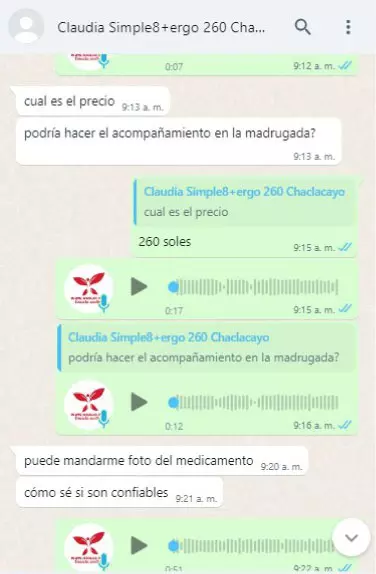 Claudia Simple8+ergo 260 Cha...
0:07 9:12 a. m.
cual es el precio 9:13 a. m.
podría hacer el acompañamiento en la madrugada?
9:13 a. m.
Claudia Simple8+ergo 260 Chaclacayo
cual es el precio
260 soles
9:15 a. m.
0:17 9:15 a. m.
Claudia Simple8+ergo 260 Chaclacayo
podría hacer el acompañamiento en la madrugada?
0:12 9:16 a. m.
puede mandarme foto del medicamento 9:20 a. m.
cómo sé si son confiables 9:21 a. m.
0:51 9:22 a. m.